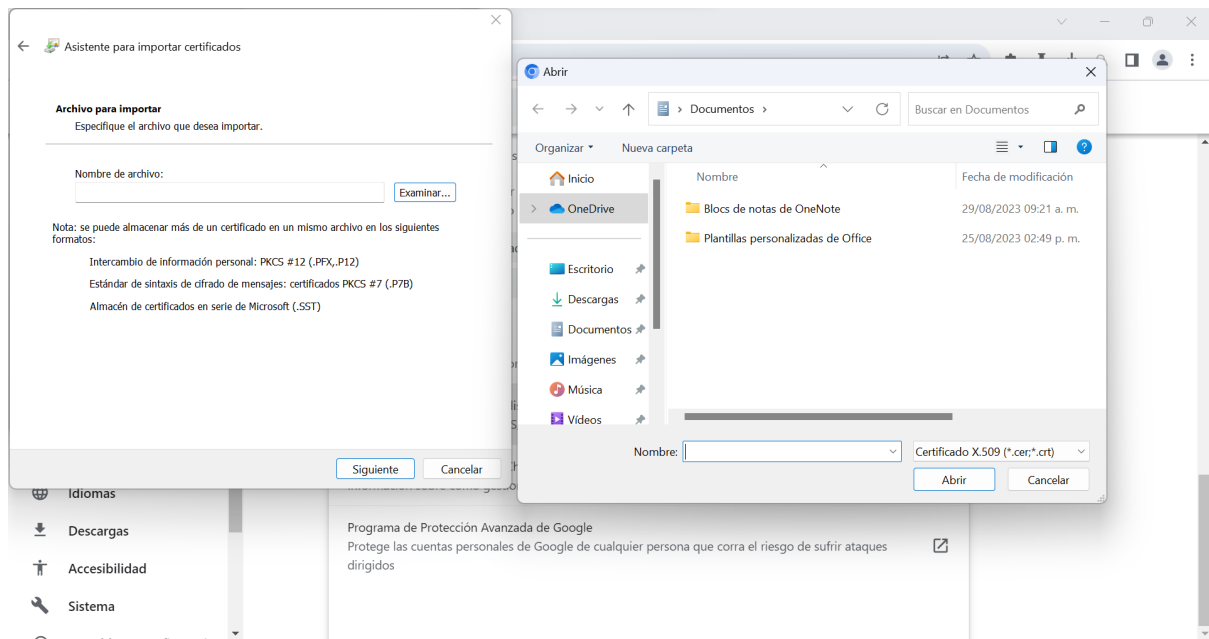 Asistente para importar certificados
Archivo para importar
Especifique el archivo que desea importar.
Nombre de archivo:
Examinar...
Nota: se puede almacenar más de un certificado en un mismo archivo en los siguientes
formatos:
Intercambio de información personal: PKCS #12 (.PFX,.P12)
Estándar de sintaxis de cifrado de mensajes: certificados PKCS #7 (.P7B)
Almacén de certificados en serie de Microsoft (.SST)
Siguiente
Cancelar
Abrir
Documentos
Buscar en Documentos
Organizar
Nueva carpeta
Inicio
OneDrive
Escritorio
Descargas
Documentos
Imágenes
Música
Vídeos
Nombre
Fecha de modificación
Blocs de notas de OneNote
29/08/2023 09:21 a. m.
Plantillas personalizadas de Office
25/08/2023 02:49 p. m.
Nombre:
Certificado X.509 (*.cer;*.crt)
Abrir
Cancelar
Idiomas
Descargas
Accesibilidad
Sistema
Programa de Protección Avanzada de Google
Protege las cuentas personales de Google de cualquier persona que corra el riesgo de sufrir ataques
dirigidos